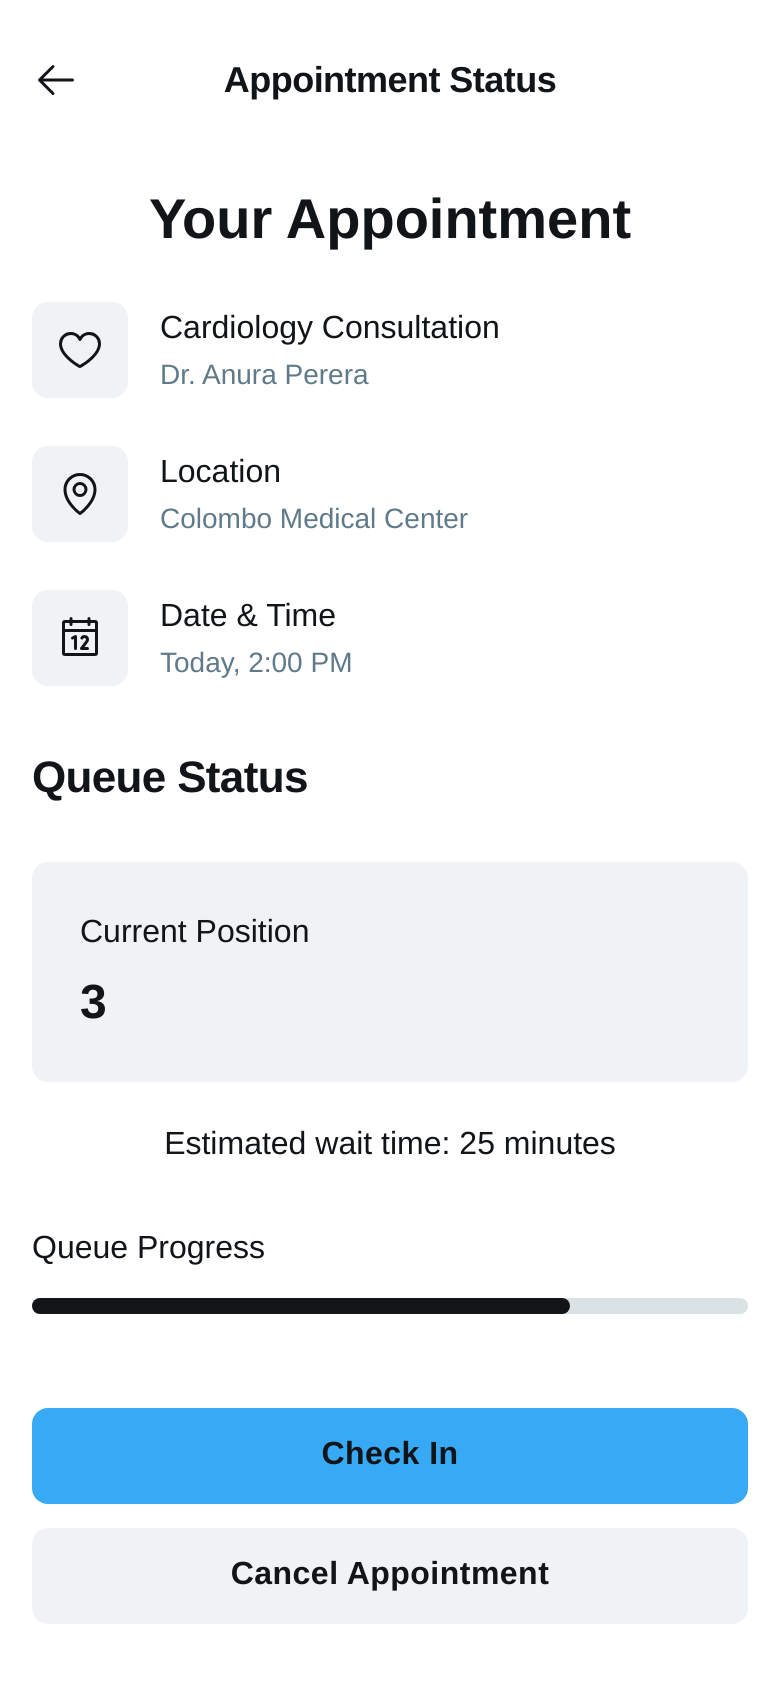 Appointment Status
Your Appointment
Cardiology Consultation
Dr. Anura Perera
Location
Colombo Medical Center
12
Date & Time
Today, 2:00 PM
Queue Status
Current Position
3
Estimated wait time: 25 minutes
Queue Progress
Check In
Cancel Appointment